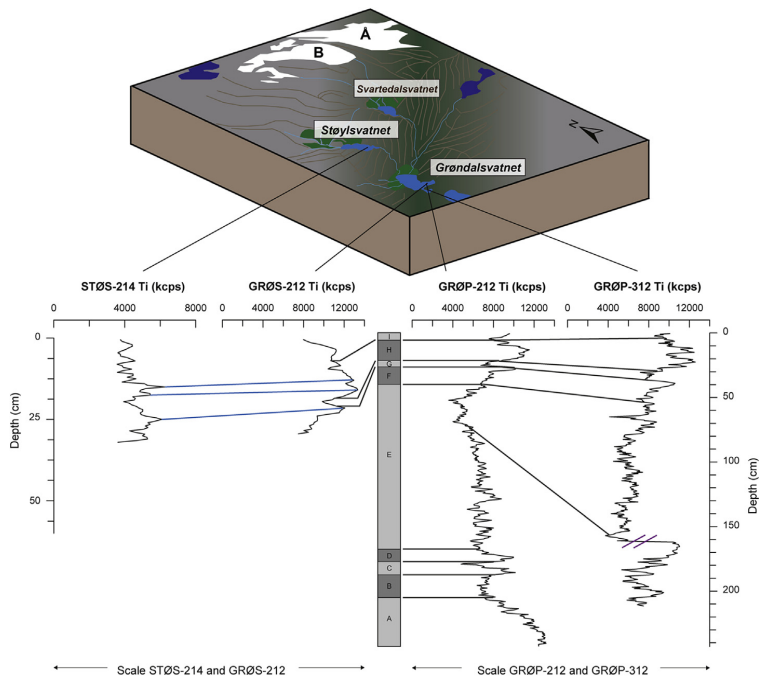 Å
B
Svartedalsvatnet
Støylsvatnet
N
Grøndalsvatnet
STØS-214 Ti (kcps)
GRØS-212 Ti (kcps)
GRØP-212 Ti (kcps)
GRØP-312 Ti (kcps)
0 4000 8000
0 4000 8000 12000
0 4000 8000 12000
0 4000 8000 12000
0
25
50
Depth (cm)
I
H
G
F
E
D
C
B
A
0
50
100
150
200
Depth (cm)
Scale STØS-214 and GRØS-212
Scale GRØP-212 and GRØP-312